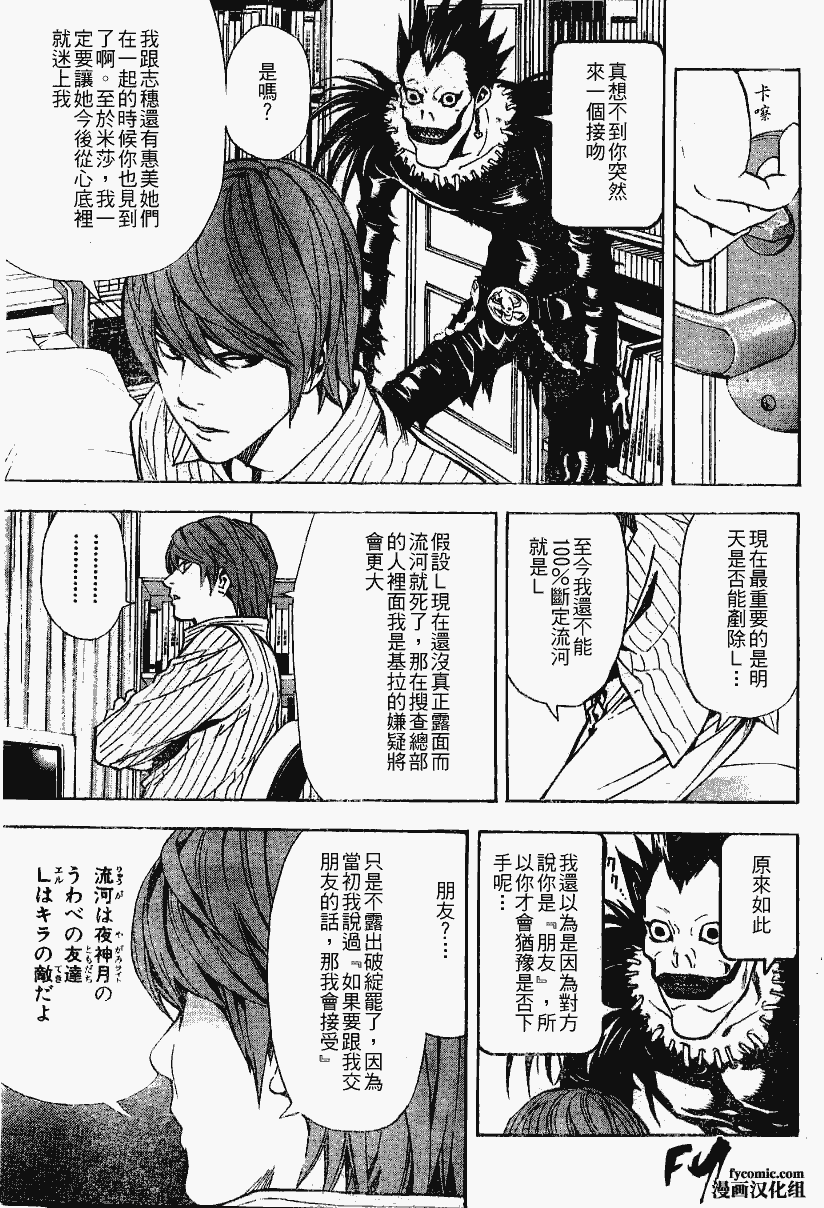 卡嚓
真想不到你突然
來一個接吻
是嗎？
我跟志穗還有惠美她們
在一起的時候你也見到
了啊。至於米莎，我一
定要讓她今後從心底裡
就迷上我
現在最重要的是明
天是否能剷除Ｌ…
至今我還不能
100%斷定流河
就是Ｌ
假設Ｌ現在還沒真正露面而
流河就死了，那在搜查總部
的人裡面我是基拉的嫌疑將
會更大
………
………
原來如此
我還以為是因為對方
說你是『朋友』，所
以你才會猶豫是否下
手呢…
朋友？…
只是不露出破綻罷了，因為
當初我說過『如果要跟我交
朋友的話，那我會接受』
流河は夜神月の
うわべの友達
Ｌはキラの敵だよ
FY
fycomic.com
漫画汉化组